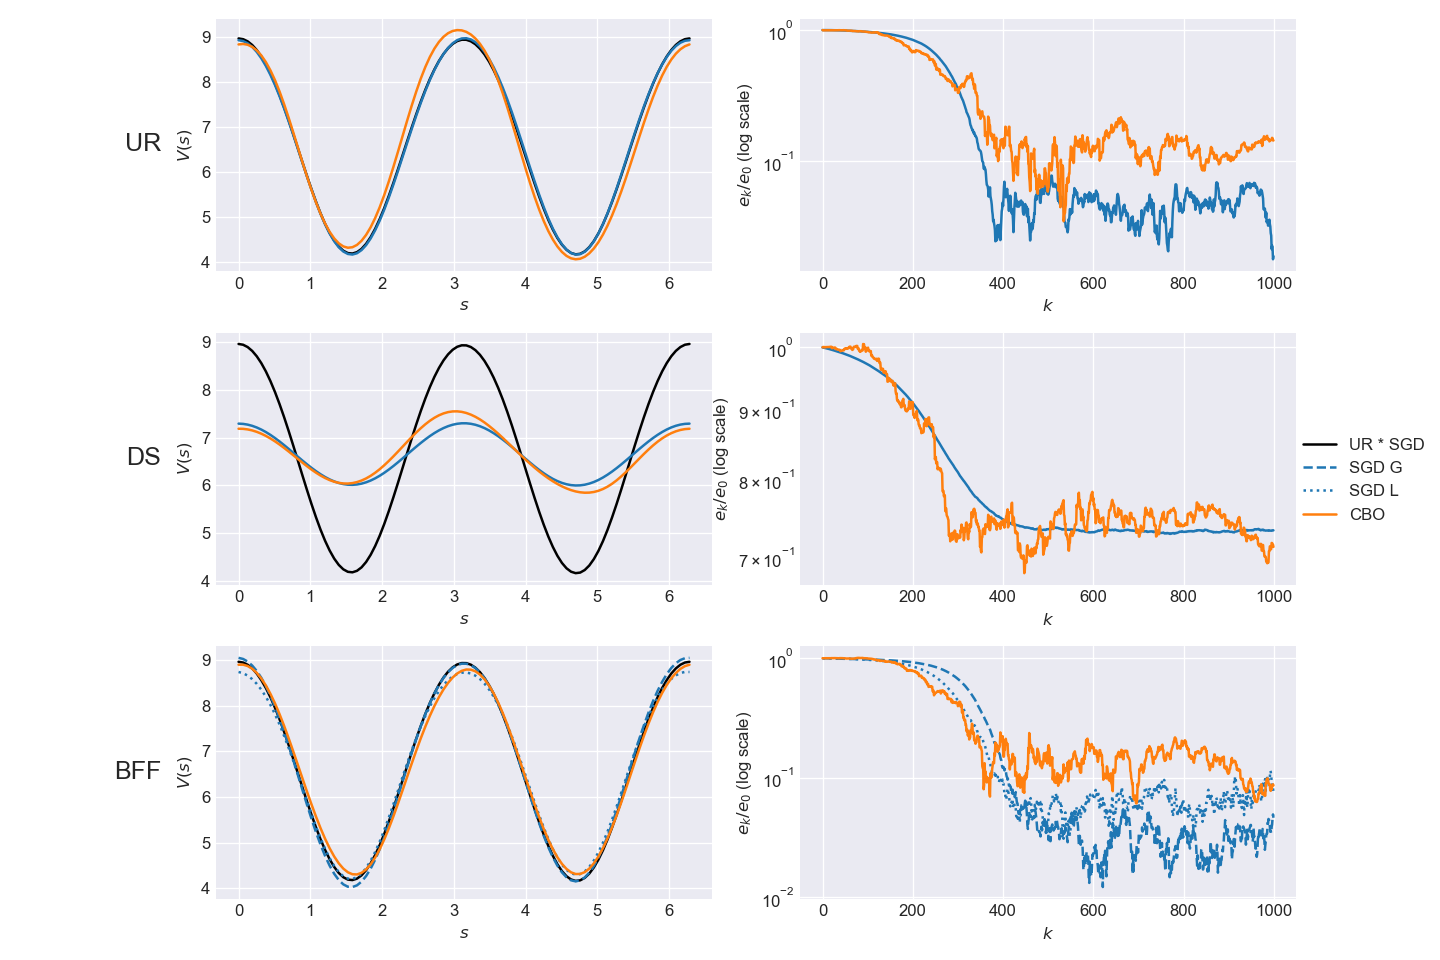 UR
V(s)
9
8
7
6
5
4
0 1 2 3 4 5 6
s
e_k/e_0 (log scale)
10^0
10^-1
0 200 400 600 800 1000
k
DS
V(s)
9
8
7
6
5
4
0 1 2 3 4 5 6
s
e_k/e_0 (log scale)
10^0
9 × 10^-1
8 × 10^-1
7 × 10^-1
0 200 400 600 800 1000
k
UR * SGD
SGD G
SGD L
CBO
BFF
V(s)
9
8
7
6
5
4
0 1 2 3 4 5 6
s
e_k/e_0 (log scale)
10^0
10^-1
10^-2
0 200 400 600 800 1000
k